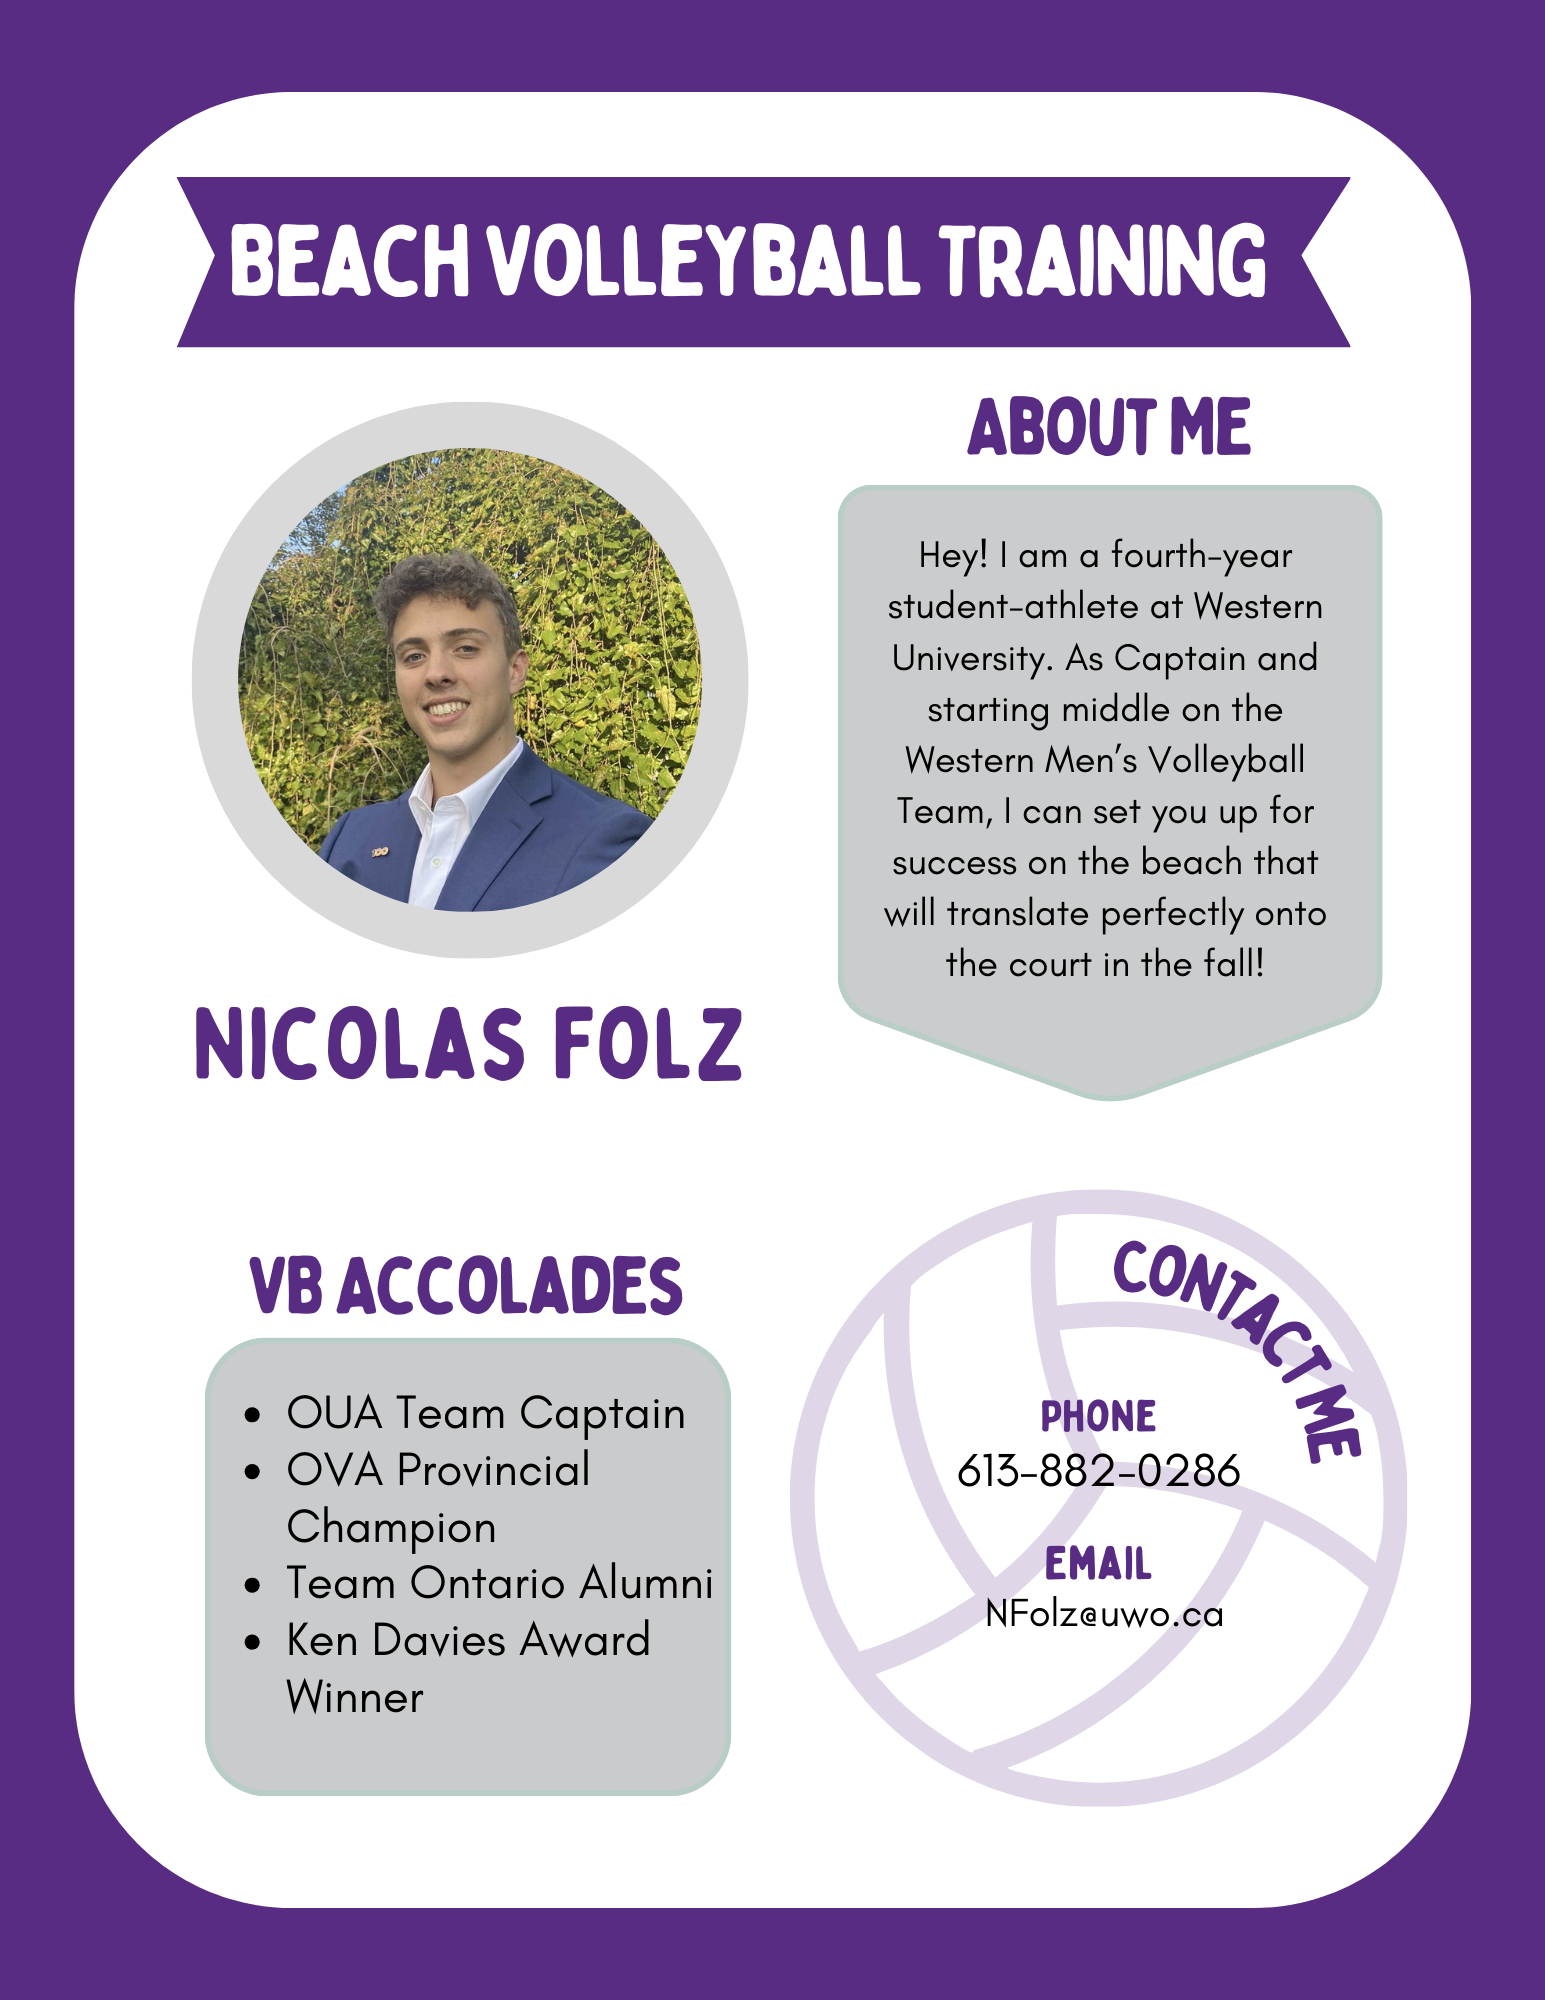 BEACH VOLLEYBALL TRAINING
ABOUT ME
Hey! I am a fourth-year
student-athlete at Western
University. As Captain and
starting middle on the
Western Men’s Volleyball
Team, I can set you up for
success on the beach that
will translate perfectly onto
the court in the fall!
NICOLAS FOLZ
VB ACCOLADES
• OUA Team Captain
• OVA Provincial
Champion
• Team Ontario Alumni
• Ken Davies Award
Winner
CONTACT ME
PHONE
613-882-0286
EMAIL
NFolz@uwo.ca